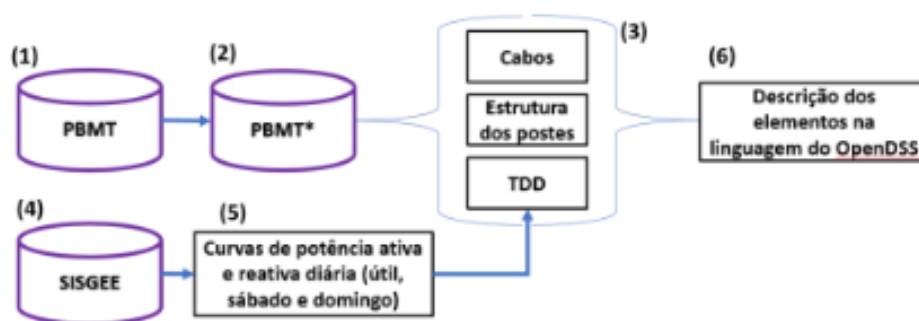 (1)
PBMT
(2)
PBMT*
(3)
Cabos
Estrutura
dos postes
TDD
(6)
Descrição dos
elementos na
linguagem do OpenDSS
(4)
SISGEE
(5)
Curvas de potência ativa
e reativa diária (útil,
sábado e domingo)